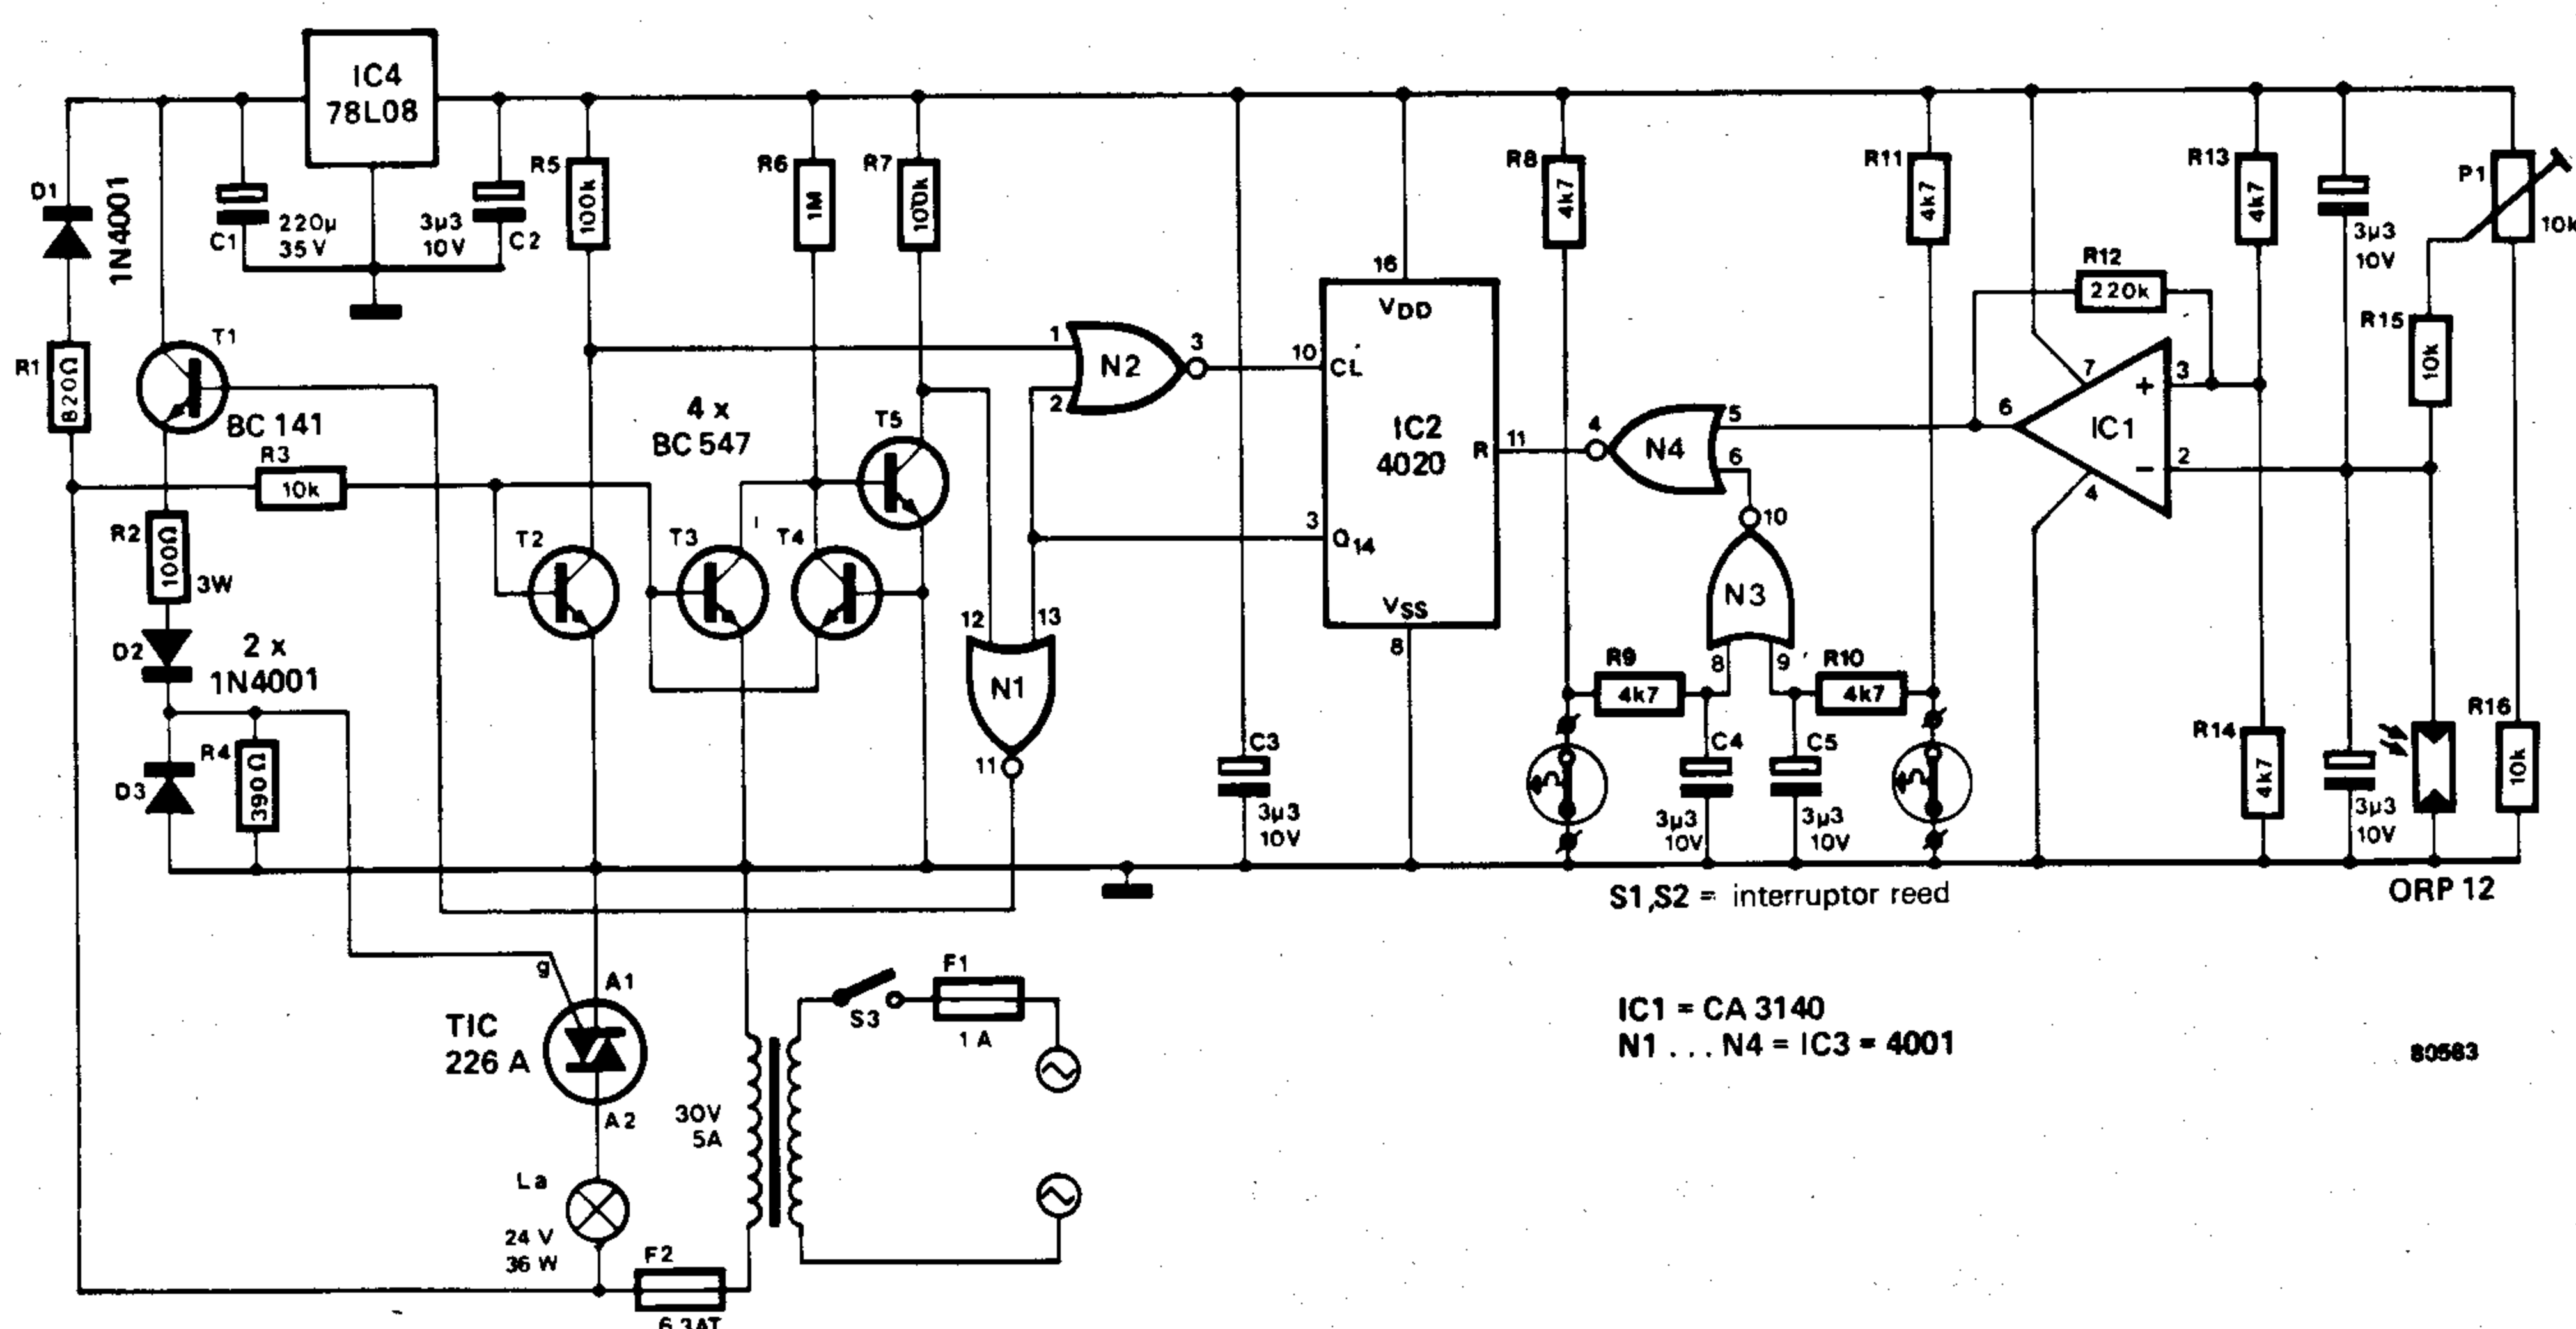 IC4
78L08
D1
1N4001
C1
220µ
35V
3µ3
10V
C2
R5
100k
R6
1M
R7
100k
R8
4k7
R11
4k7
R13
4k7
3µ3
10V
P1
10k
R1
820Ω
T1
BC 141
R3
10k
4 x
BC 547
T5
1
2
N2
3
10
CL
16
VDD
IC2
4020
R
11
3
Q14
VSS
8
4
N4
5
6
10
N3
8
9
R12
220k
6
7
IC1
+
3
−
2
4
R15
10k
R2
100Ω
3W
T2
T3
T4
D2
2 x
1N4001
12
13
N1
11
D3
R4
390Ω
C3
3µ3
10V
R9
4k7
R10
4k7
C4
3µ3
10V
C5
3µ3
10V
R14
4k7
3µ3
10V
R16
10k
ORP 12
S1,S2 = interruptor reed
g
A1
TIC
226 A
A2
S3
F1
1 A
30V
5A
La
24 V
36 W
F2
6,3AT
IC1 = CA 3140
N1 ... N4 = IC3 = 4001
80563